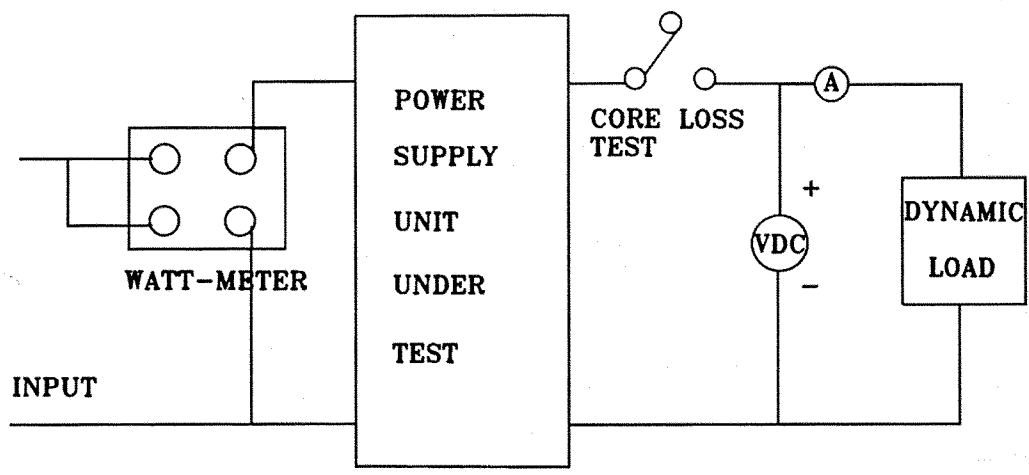 POWER
SUPPLY
UNIT
UNDER
TEST
WATT-METER
INPUT
CORE LOSS
TEST
A
+
VDC
−
DYNAMIC
LOAD